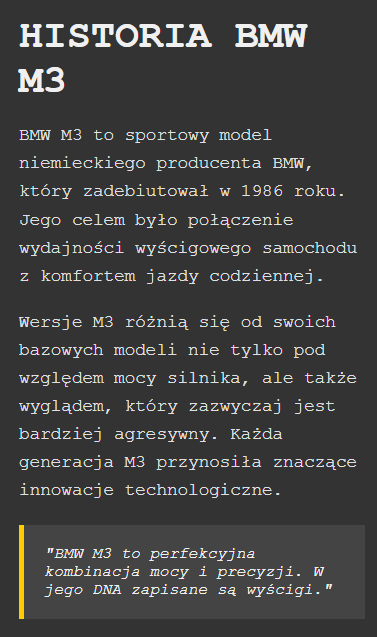 HISTORIA BMW
M3
BMW M3 to sportowy model
niemieckiego producenta BMW,
który zadebiutował w 1986 roku.
Jego celem było połączenie
wydajności wyścigowego samochodu
z komfortem jazdy codziennej.
Wersje M3 różnią się od swoich
bazowych modeli nie tylko pod
względem mocy silnika, ale także
wyglądem, który zazwyczaj jest
bardziej agresywny. Każda
generacja M3 przynosiła znaczące
innowacje technologiczne.
"BMW M3 to perfekcyjna
kombinacja mocy i precyzji. W
jego DNA zapisane są wyścigi."